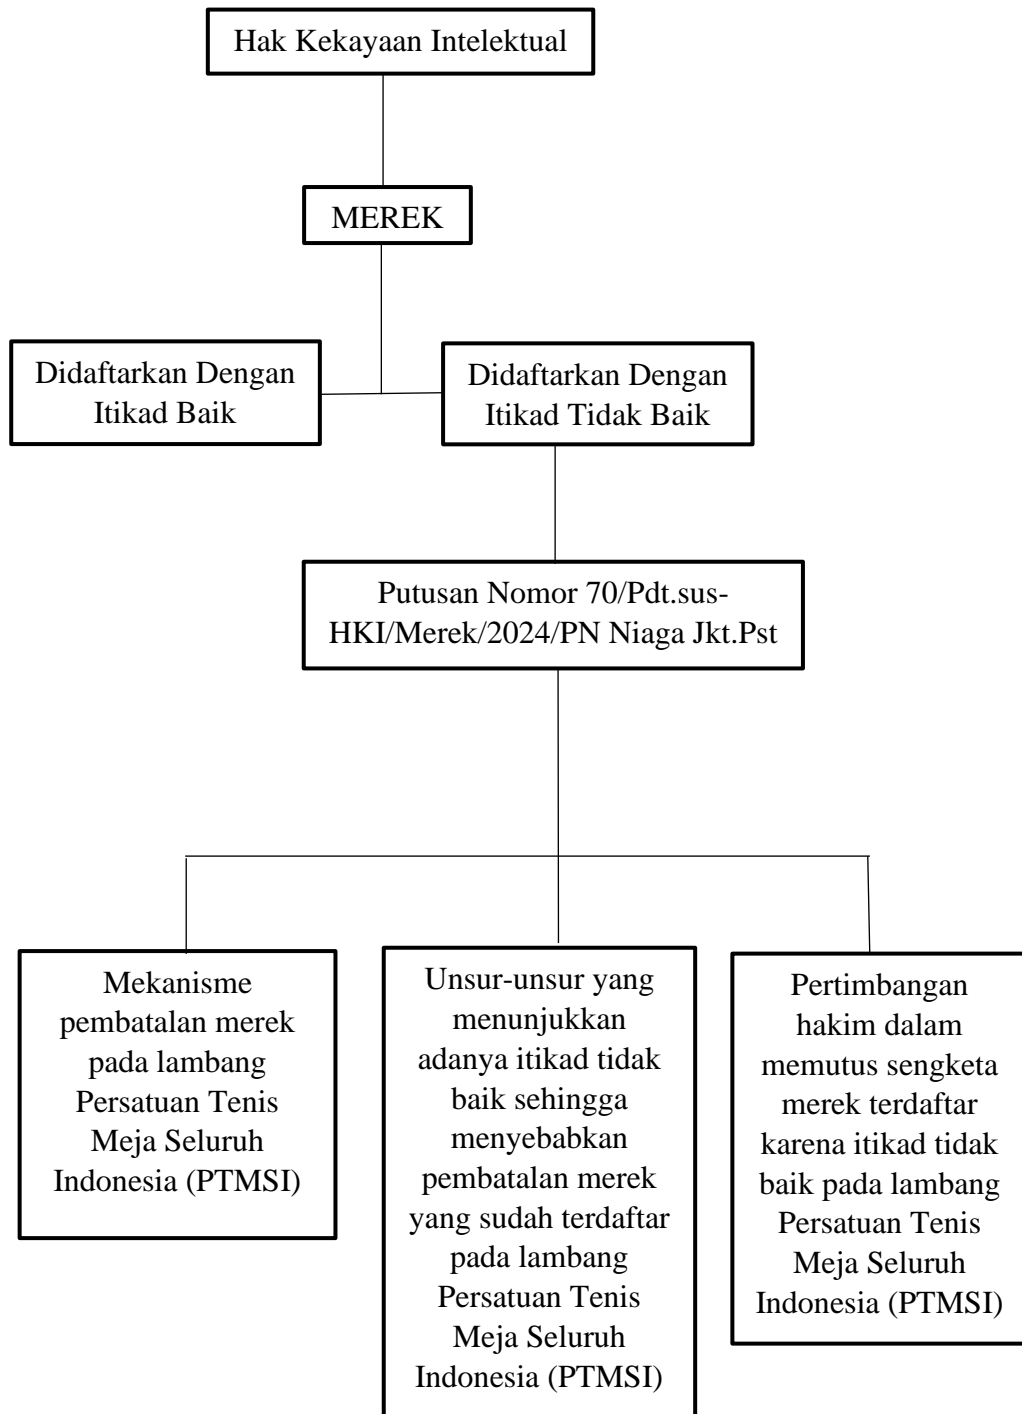 Hak Kekayaan Intelektual
MEREK
Didaftarkan Dengan
Itikad Baik
Didaftarkan Dengan
Itikad Tidak Baik
Putusan Nomor 70/Pdt.sus-
HKI/Merek/2024/PN Niaga Jkt.Pst
Mekanisme
pembatalan merek
pada lambang
Persatuan Tenis
Meja Seluruh
Indonesia (PTMSI)
Unsur-unsur yang
menunjukkan
adanya itikad tidak
baik sehingga
menyebabkan
pembatalan merek
yang sudah terdaftar
pada lambang
Persatuan Tenis
Meja Seluruh
Indonesia (PTMSI)
Pertimbangan
hakim dalam
memutus sengketa
merek terdaftar
karena itikad tidak
baik pada lambang
Persatuan Tenis
Meja Seluruh
Indonesia (PTMSI)